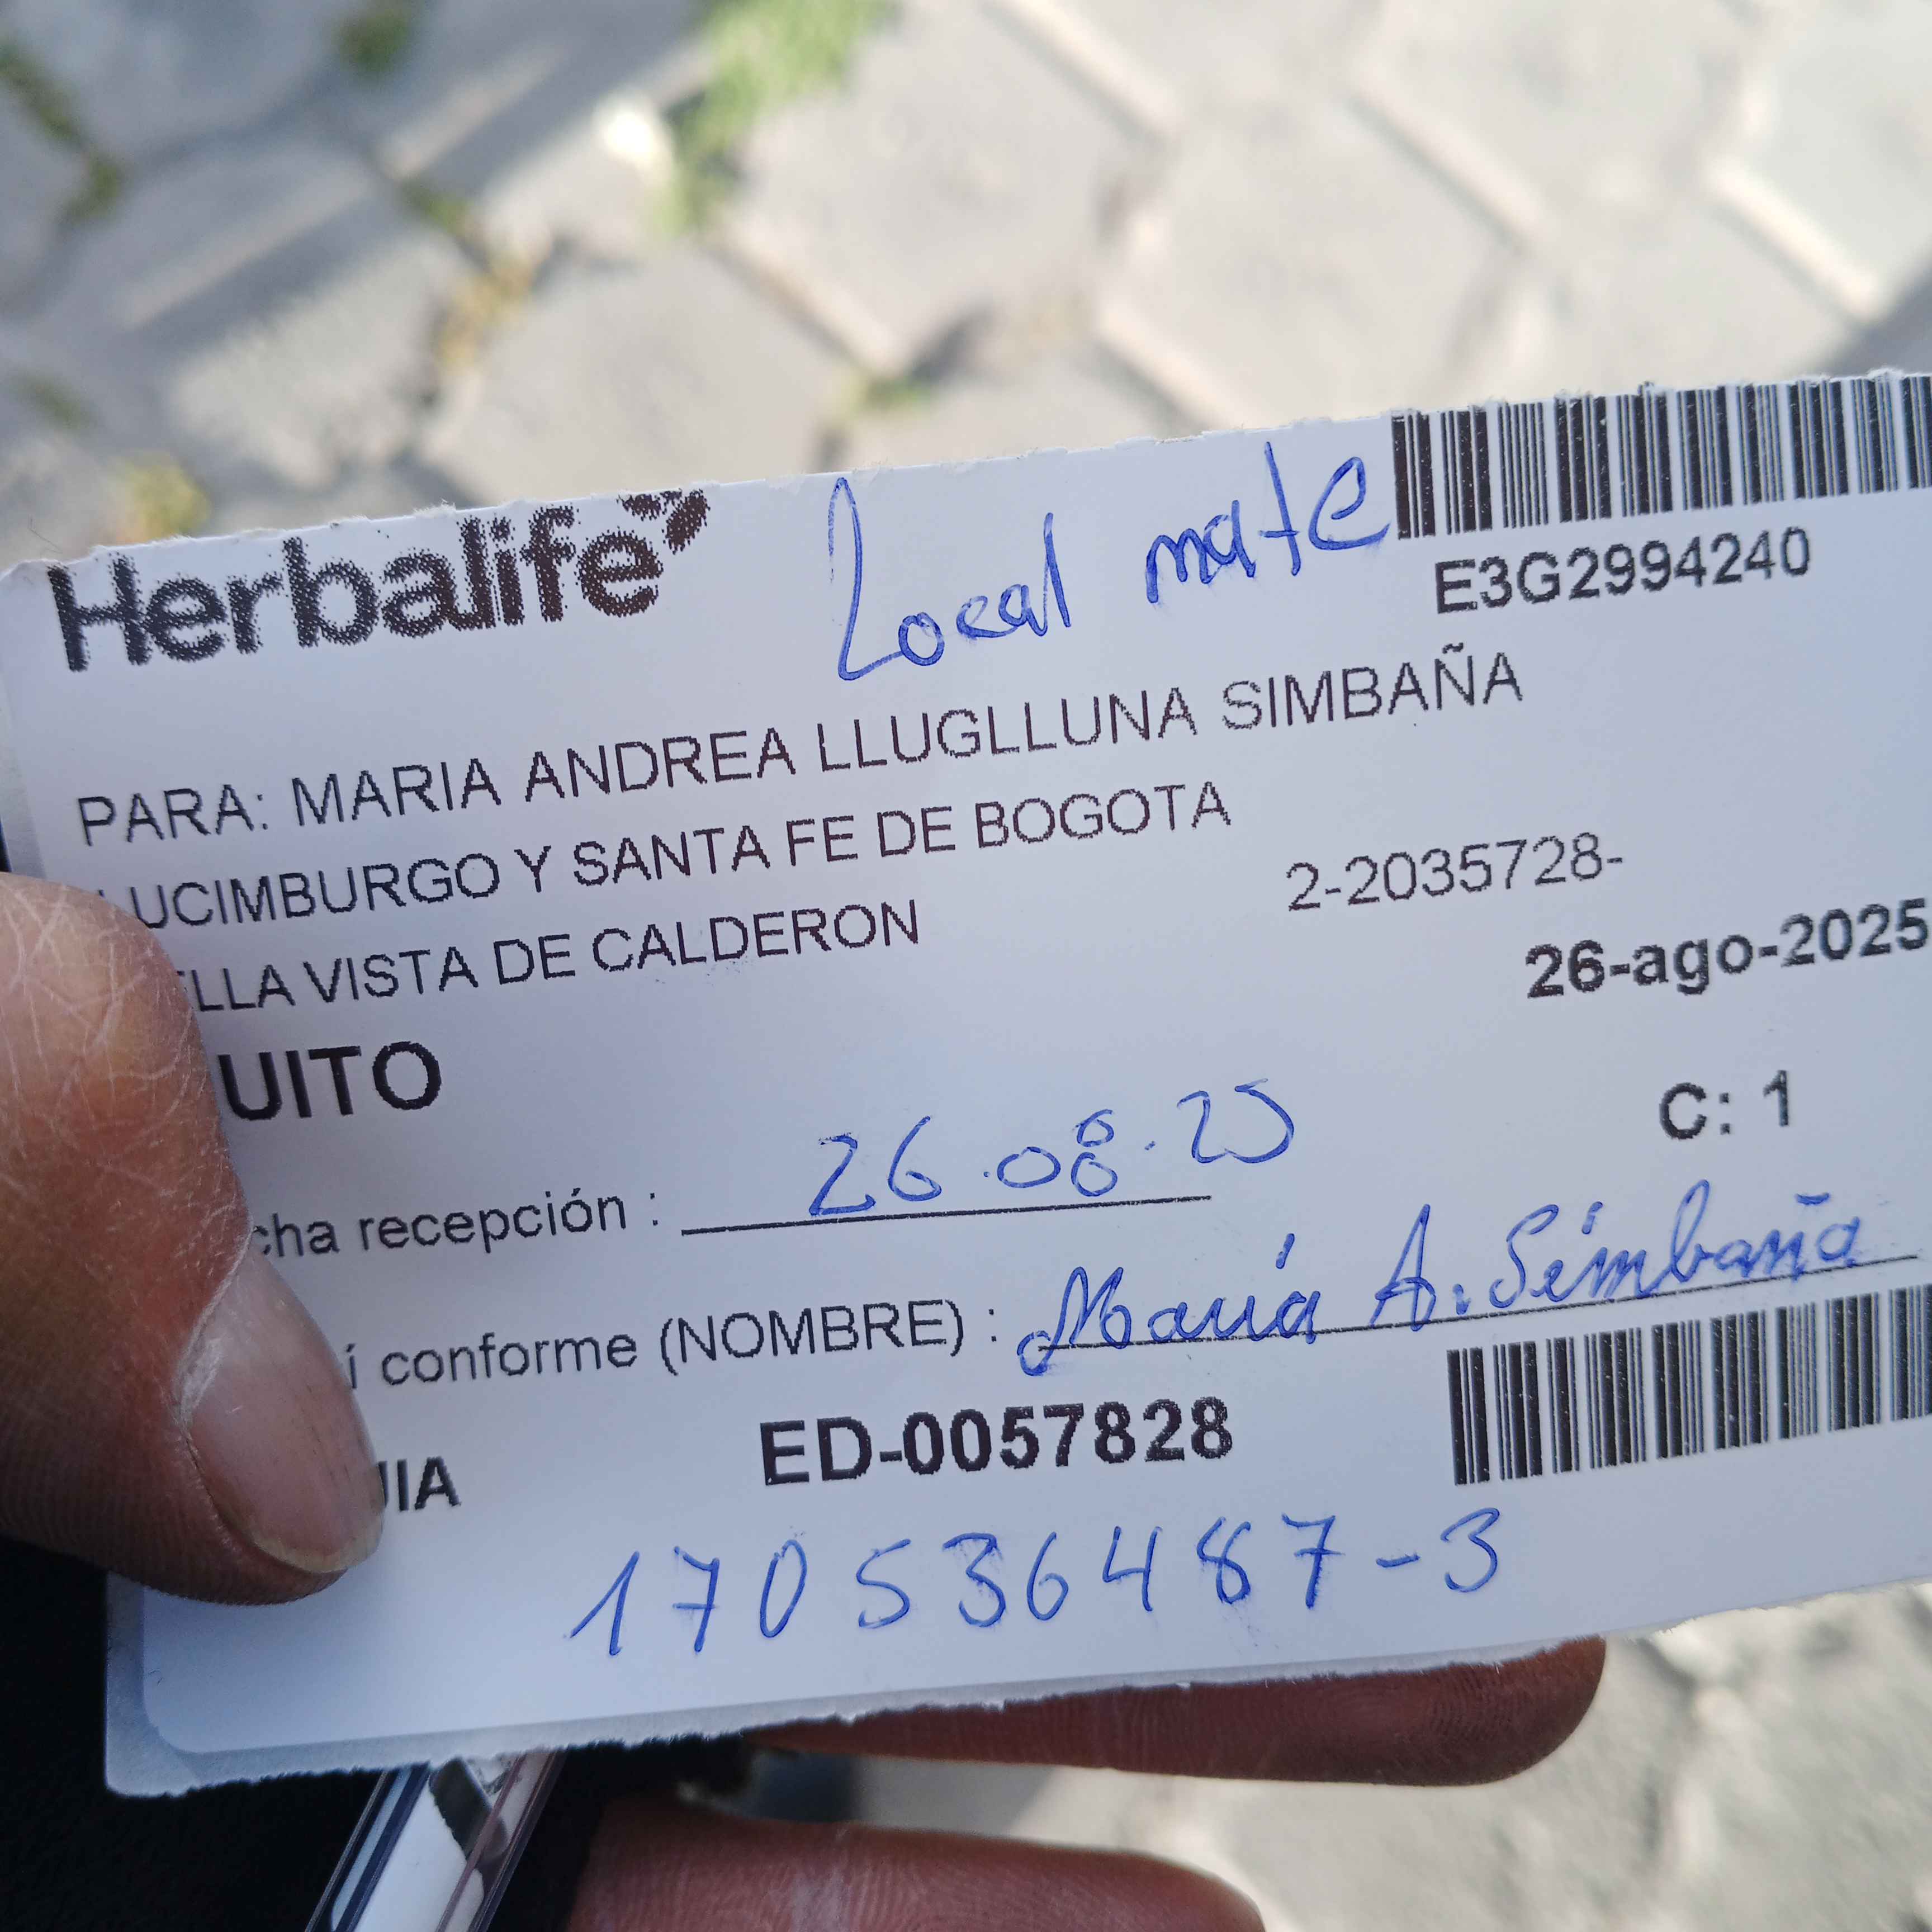 Herbalife
Local mate
E3G2994240
PARA: MARIA ANDREA LLUGLLUNA SIMBAÑA
UCIMBURGO Y SANTA FE DE BOGOTA
LLA VISTA DE CALDERON
2-2035728-
26-ago-2025
UITO
C: 1
cha recepción : 26.08.25
í conforme (NOMBRE) : María A. Simbaña
UIA ED-0057828
170536487-3